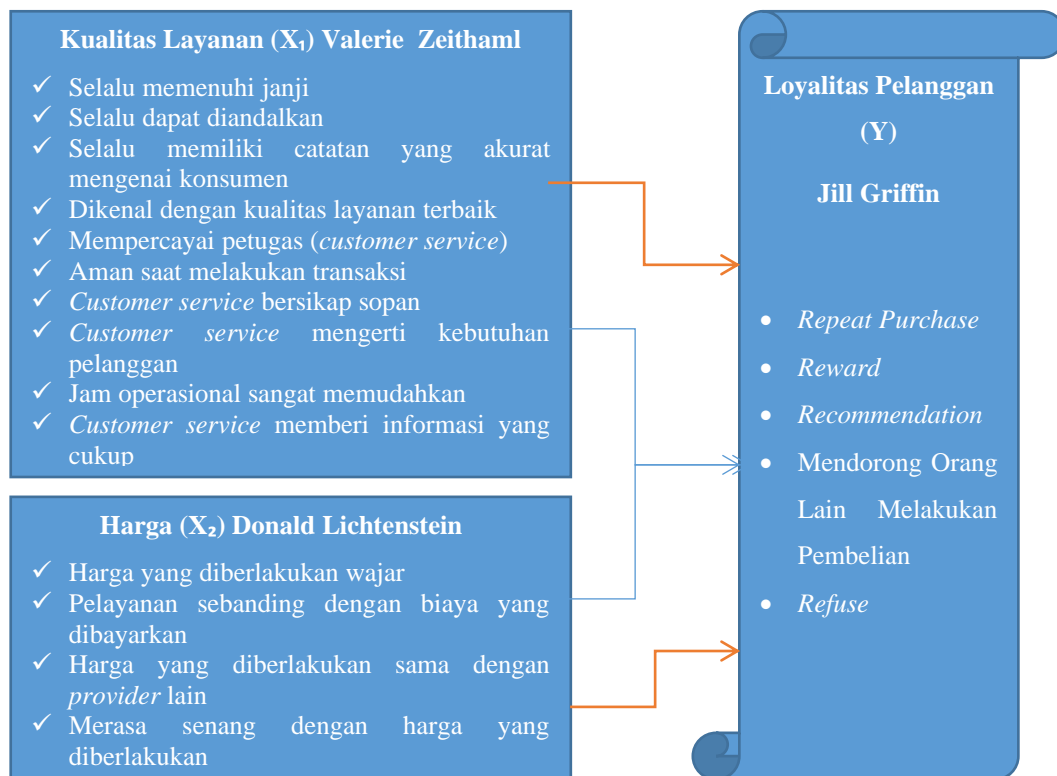 Kualitas Layanan (X₁) Valerie Zeithaml
✓ Selalu memenuhi janji
✓ Selalu dapat diandalkan
✓ Selalu memiliki catatan yang akurat
mengenai konsumen
✓ Dikenal dengan kualitas layanan terbaik
✓ Mempercayai petugas (customer service)
✓ Aman saat melakukan transaksi
✓ Customer service bersikap sopan
✓ Customer service mengerti kebutuhan
pelanggan
✓ Jam operasional sangat memudahkan
✓ Customer service memberi informasi yang
cukup
Harga (X₂) Donald Lichtenstein
✓ Harga yang diberlakukan wajar
✓ Pelayanan sebanding dengan biaya yang
dibayarkan
✓ Harga yang diberlakukan sama dengan
provider lain
✓ Merasa senang dengan harga yang
diberlakukan
Loyalitas Pelanggan
(Y)
Jill Griffin
• Repeat Purchase
• Reward
• Recommendation
• Mendorong Orang
Lain Melakukan
Pembelian
• Refuse